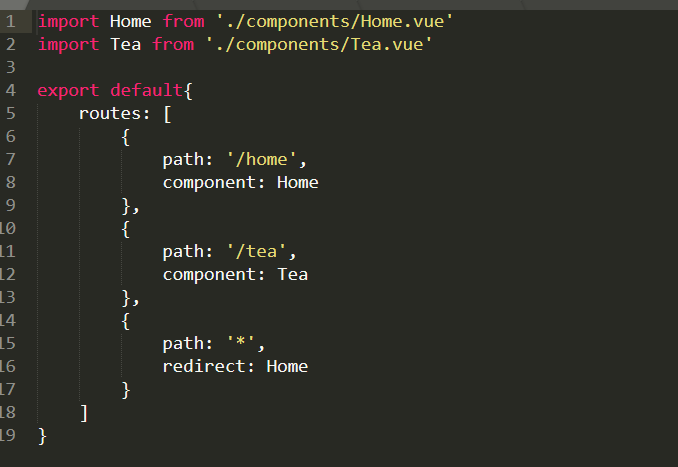 1 import Home from './components/Home.vue'
2 import Tea from './components/Tea.vue'
3
4 export default{
5     routes: [
6         {
7             path: '/home',
8             component: Home
9         },
10         {
11             path: '/tea',
12             component: Tea
13         },
14         {
15             path: '*',
16             redirect: Home
17         }
18     ]
19 }